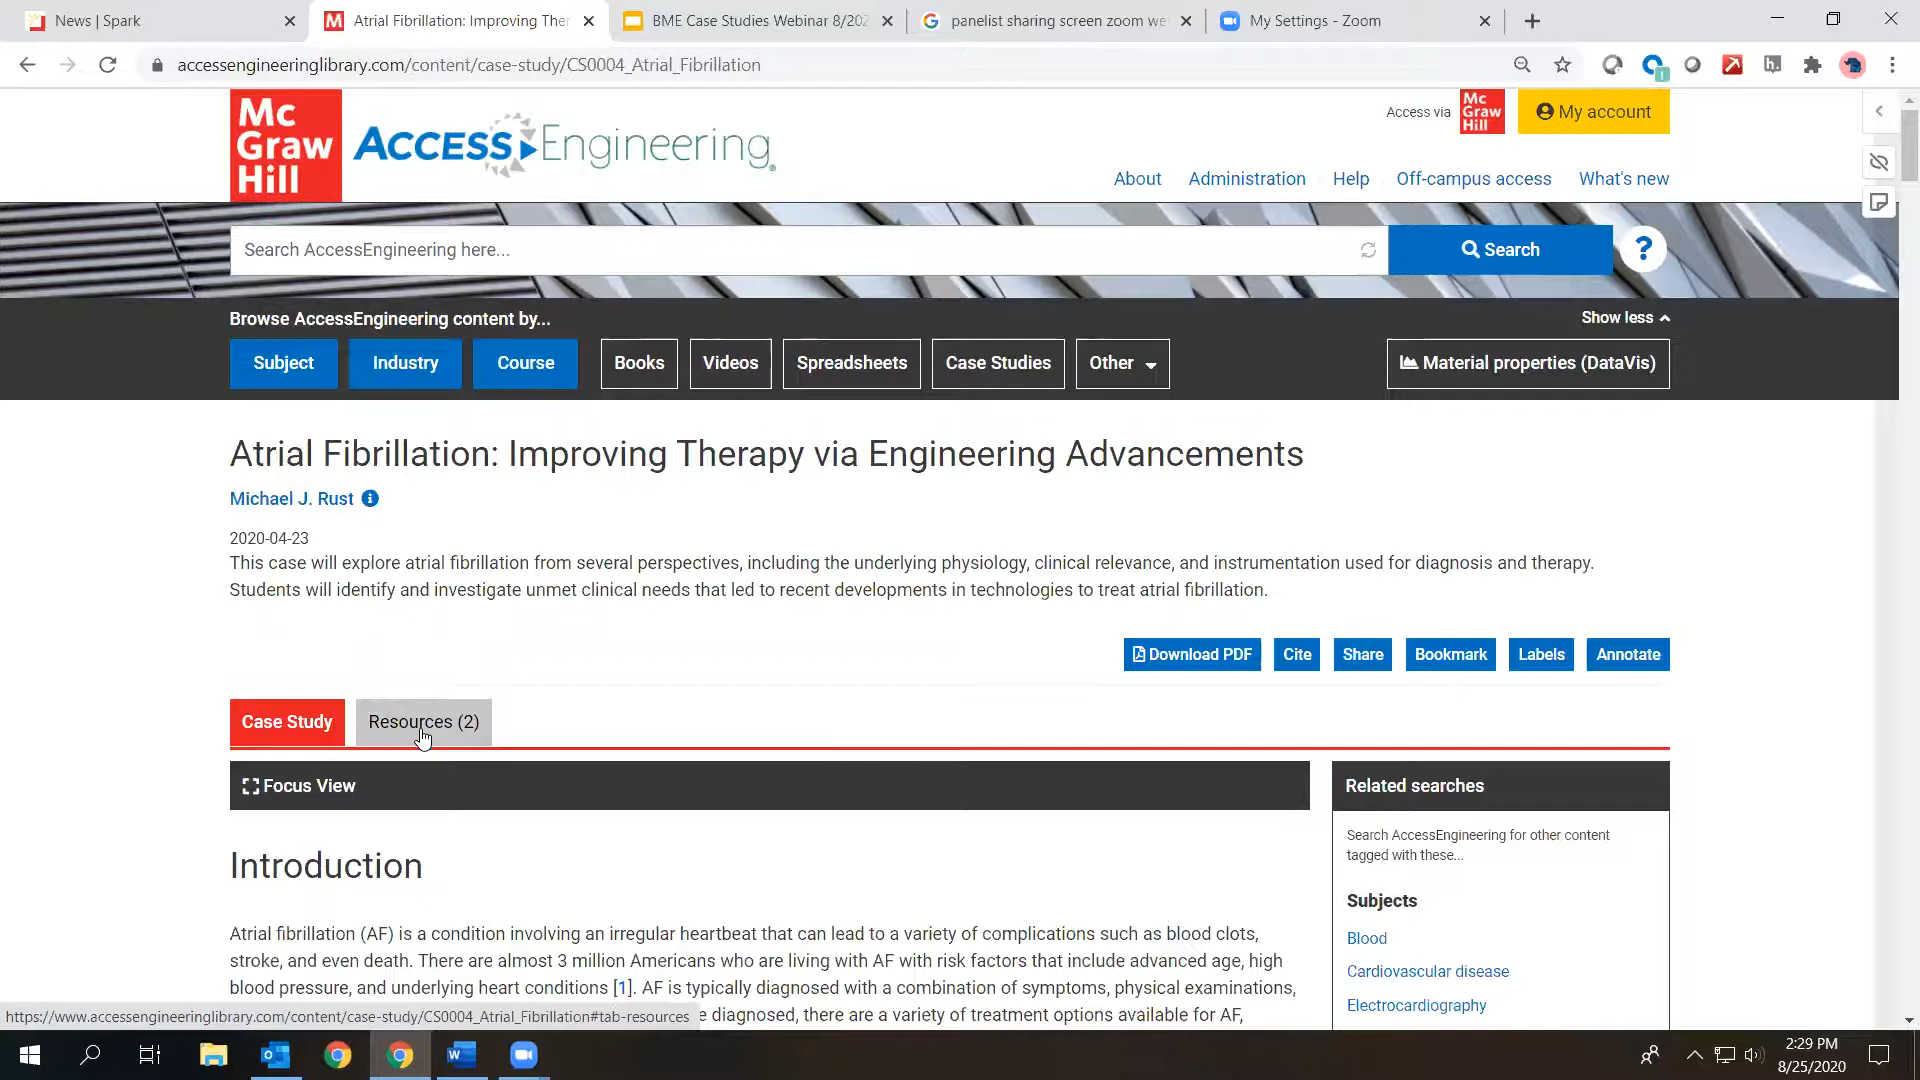 News | Spark
Atrial Fibrillation: Improving Ther
BME Case Studies Webinar 8/202
panelist sharing screen zoom we
My Settings - Zoom
accessengineeringlibrary.com/content/case-study/CS0004_Atrial_Fibrillation
Mc
Graw
Hill
ACCESS Engineering
Access via
Mc
Graw
Hill
My account
About
Administration
Help
Off-campus access
What's new
Search AccessEngineering here...
Search
?
Browse AccessEngineering content by...
Show less
Subject
Industry
Course
Books
Videos
Spreadsheets
Case Studies
Other
Material properties (DataVis)
Atrial Fibrillation: Improving Therapy via Engineering Advancements
Michael J. Rust
2020-04-23
This case will explore atrial fibrillation from several perspectives, including the underlying physiology, clinical relevance, and instrumentation used for diagnosis and therapy.
Students will identify and investigate unmet clinical needs that led to recent developments in technologies to treat atrial fibrillation.
Download PDF
Cite
Share
Bookmark
Labels
Annotate
Case Study
Resources (2)
Focus View
Related searches
Search AccessEngineering for other content
tagged with these...
Subjects
Blood
Cardiovascular disease
Electrocardiography
Introduction
Atrial fibrillation (AF) is a condition involving an irregular heartbeat that can lead to a variety of complications such as blood clots,
stroke, and even death. There are almost 3 million Americans who are living with AF with risk factors that include advanced age, high
blood pressure, and underlying heart conditions [1]. AF is typically diagnosed with a combination of symptoms, physical examinations,
e diagnosed, there are a variety of treatment options available for AF,
https://www.accessengineeringlibrary.com/content/case-study/CS0004_Atrial_Fibrillation#tab-resources
2:29 PM
8/25/2020